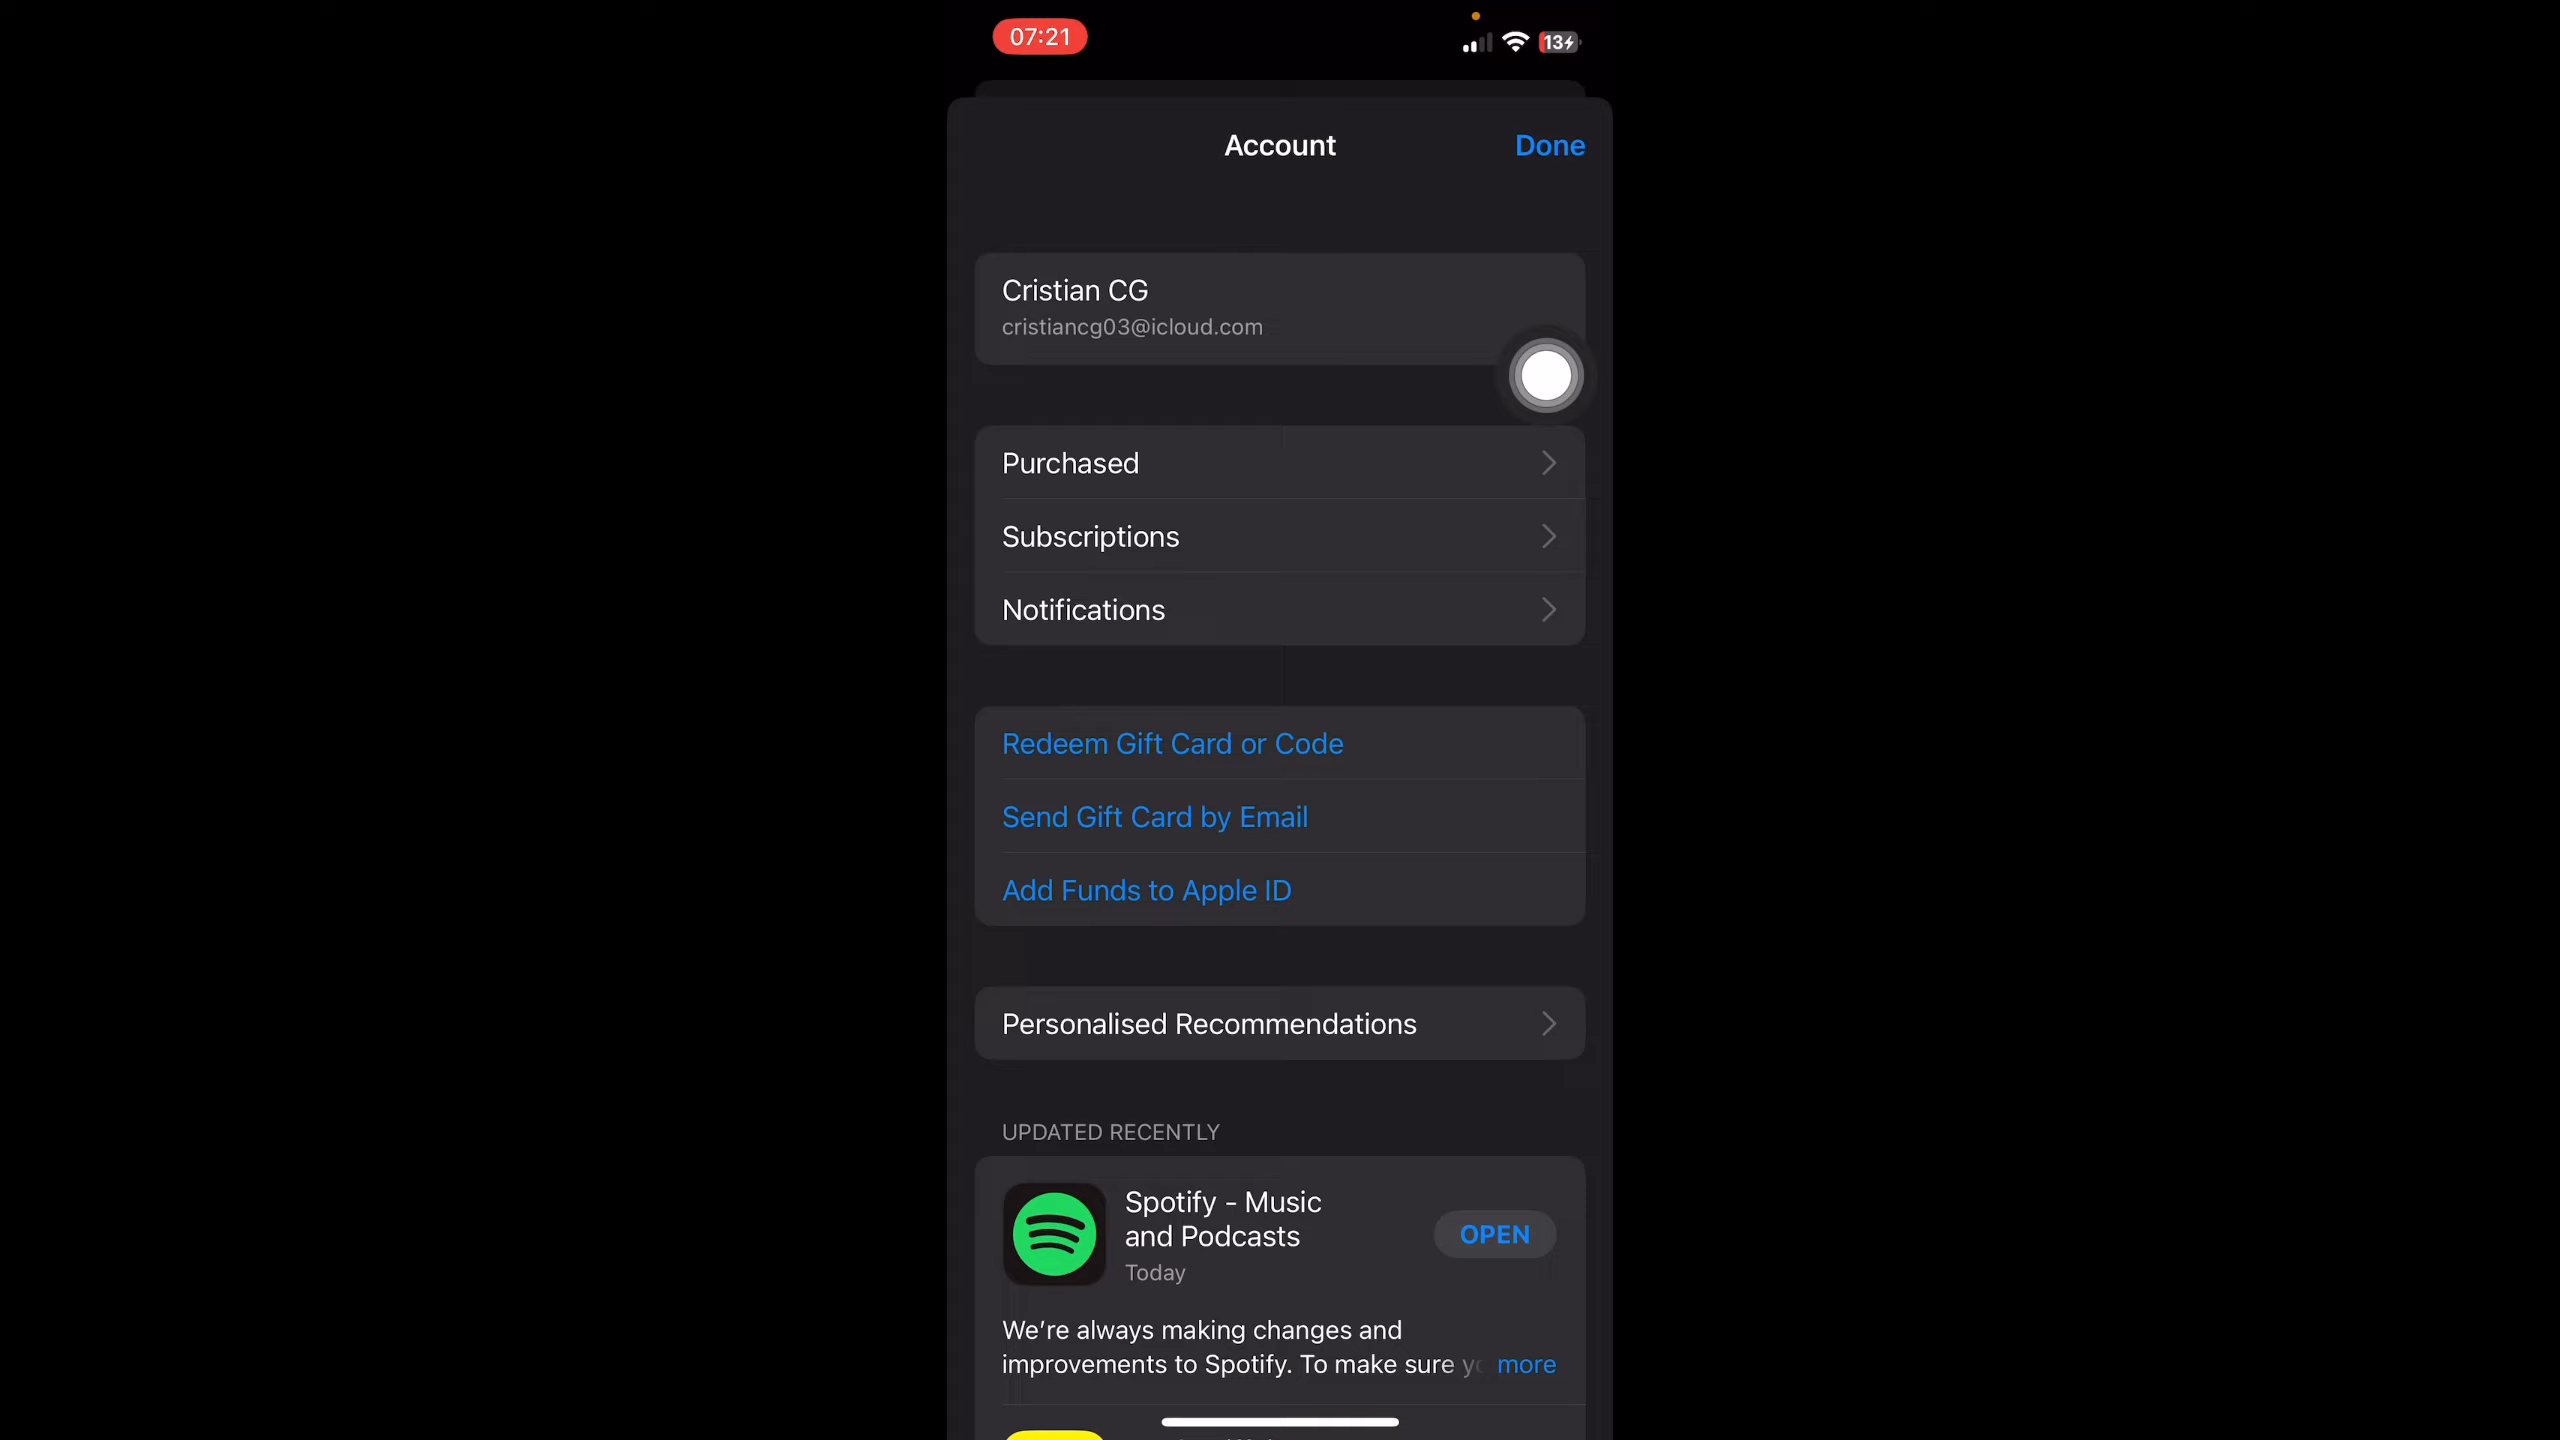 07:21
13
Account
Done
Cristian CG
cristiancg03@icloud.com
Purchased
Subscriptions
Notifications
Redeem Gift Card or Code
Send Gift Card by Email
Add Funds to Apple ID
Personalised Recommendations
UPDATED RECENTLY
Spotify - Music
and Podcasts
OPEN
Today
We’re always making changes and
improvements to Spotify. To make sure
more